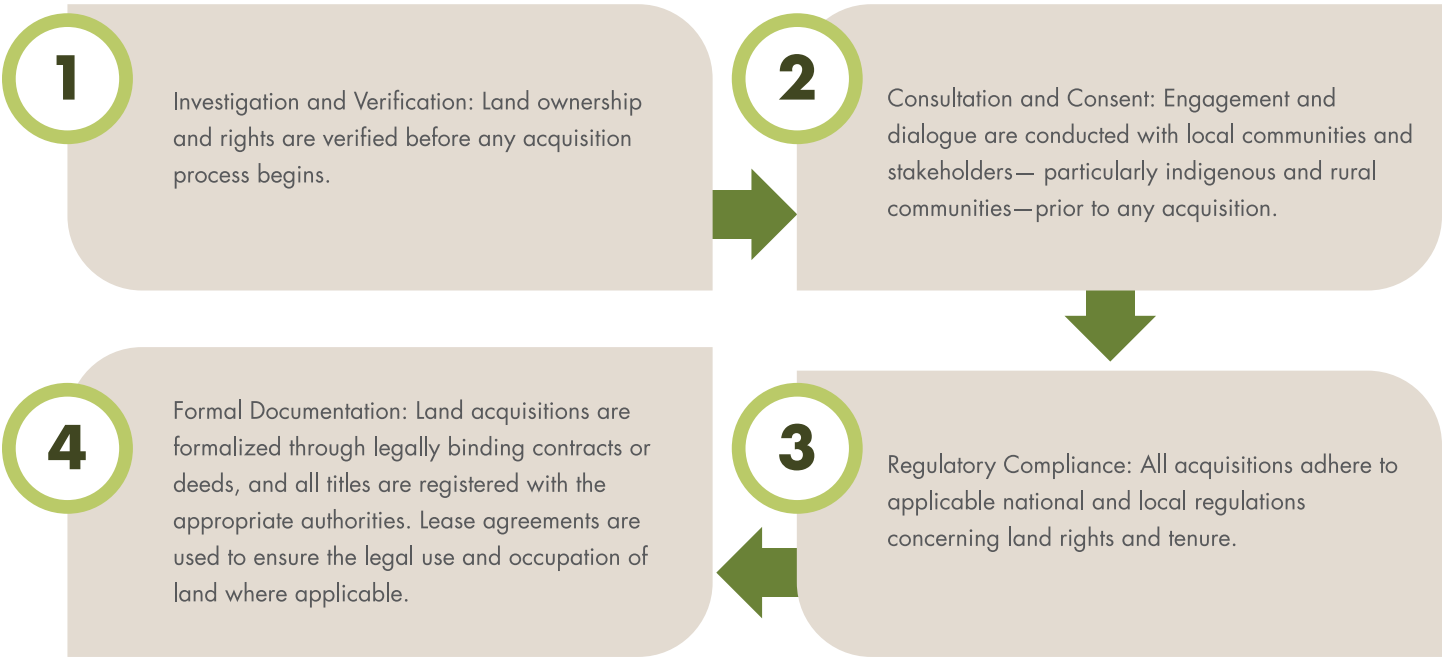 1
Investigation and Verification: Land ownership
and rights are verified before any acquisition
process begins.
2
Consultation and Consent: Engagement and
dialogue are conducted with local communities and
stakeholders— particularly indigenous and rural
communities—prior to any acquisition.
3
Regulatory Compliance: All acquisitions adhere to
applicable national and local regulations
concerning land rights and tenure.
4
Formal Documentation: Land acquisitions are
formalized through legally binding contracts or
deeds, and all titles are registered with the
appropriate authorities. Lease agreements are
used to ensure the legal use and occupation of
land where applicable.